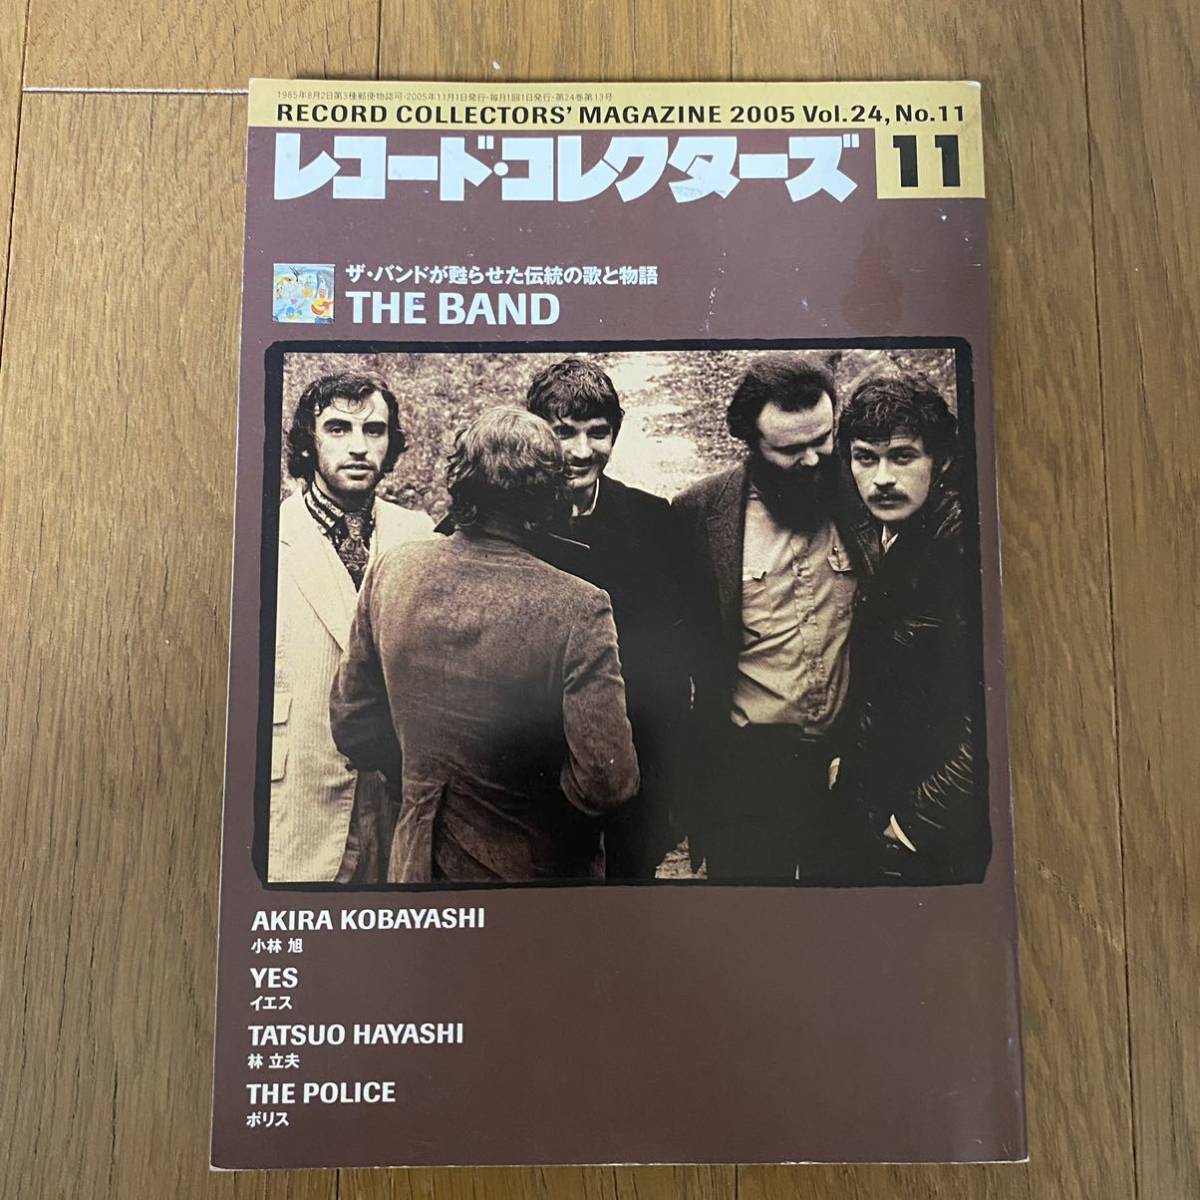 1985年8月2日第3種郵便物認可・2005年11月1日発行・毎月1回1日発行・第24巻第13号
RECORD COLLECTORS' MAGAZINE 2005 Vol.24, No.11
レコード・コレクターズ 11
ザ・バンドが甦らせた伝統の歌と物語
THE BAND
AKIRA KOBAYASHI
小林 旭
YES
イエス
TATSUO HAYASHI
林 立夫
THE POLICE
ポリス